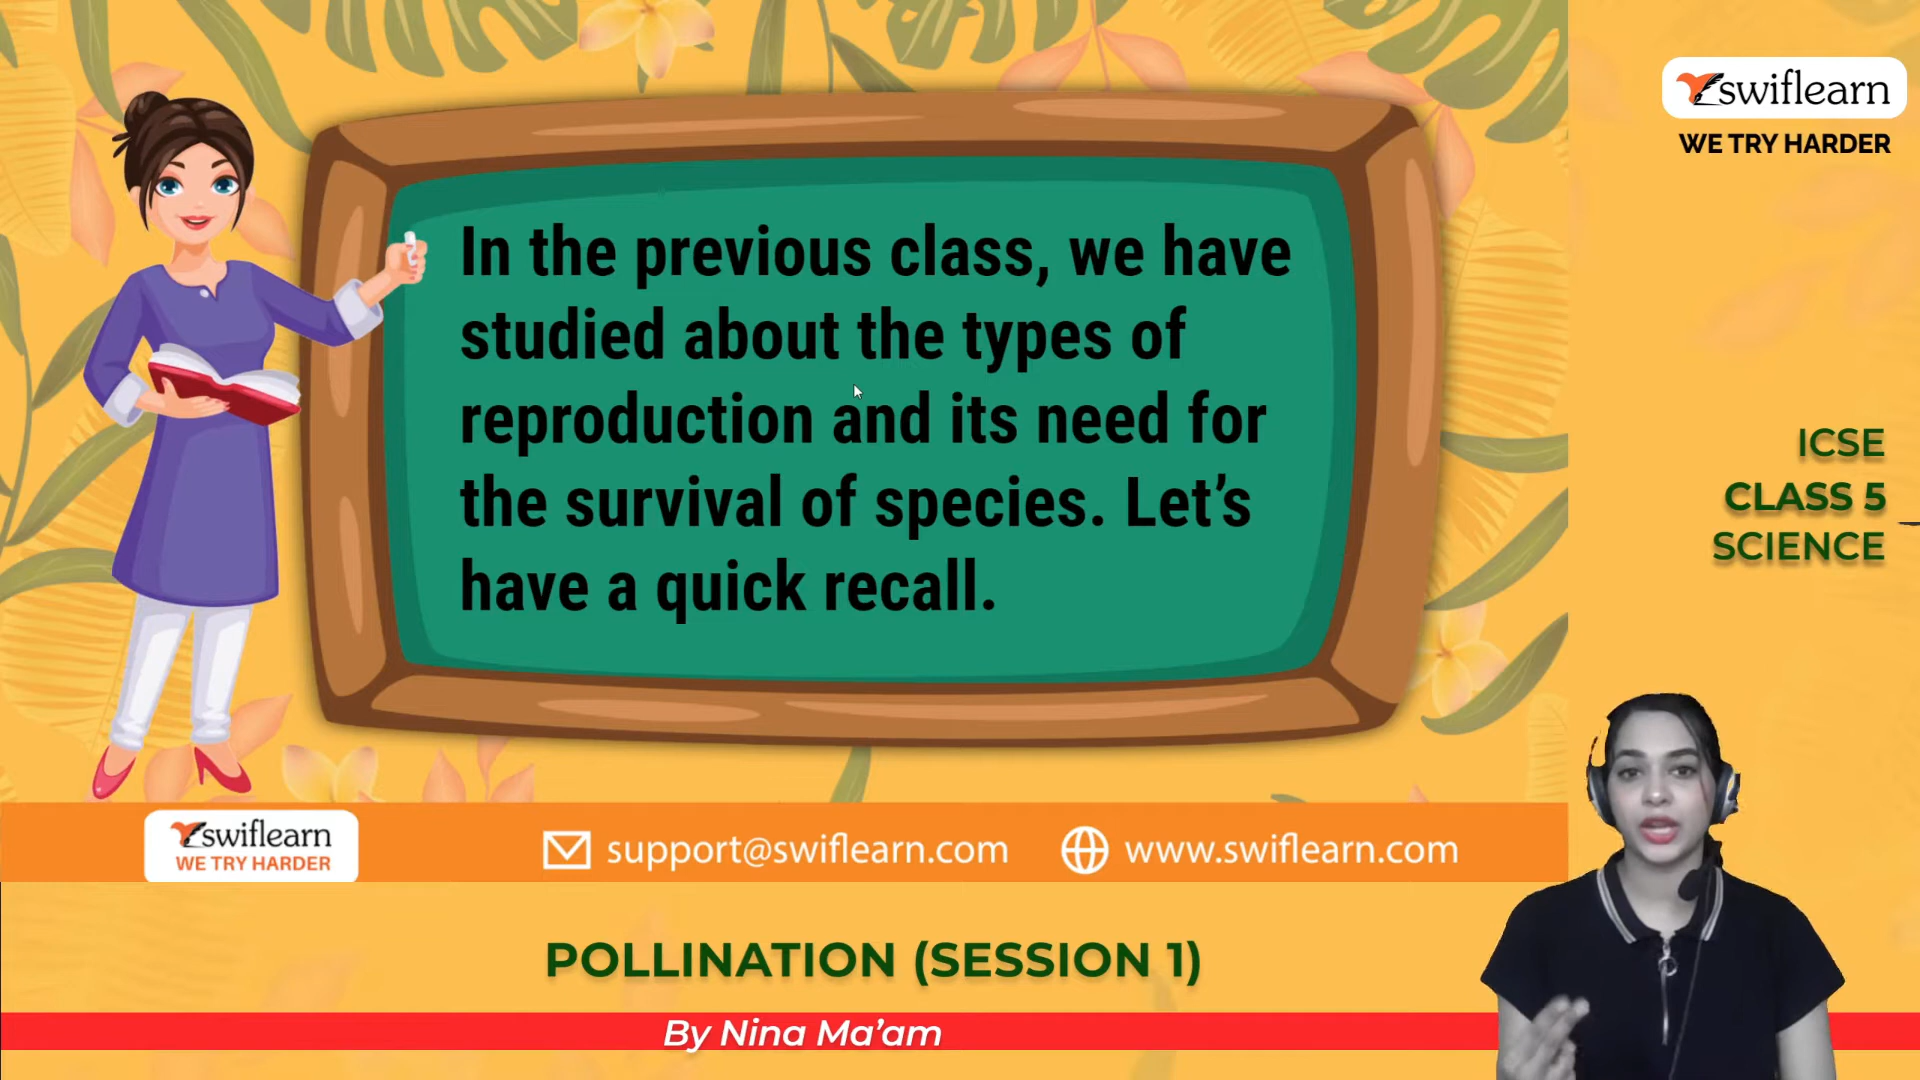 swiflearn
WE TRY HARDER
In the previous class, we have
studied about the types of
reproduction and its need for
the survival of species. Let’s
have a quick recall.
ICSE
CLASS 5
SCIENCE
swiflearn
WE TRY HARDER
support@swiflearn.com
www.swiflearn.com
POLLINATION (SESSION 1)
By Nina Ma’am